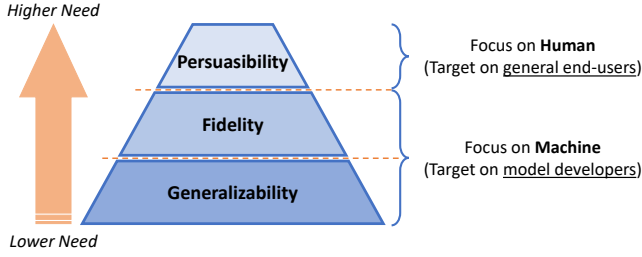 Higher Need
Persuasibility
Focus on Human
(Target on general end-users)
Fidelity
Focus on Machine
(Target on model developers)
Generalizability
Lower Need